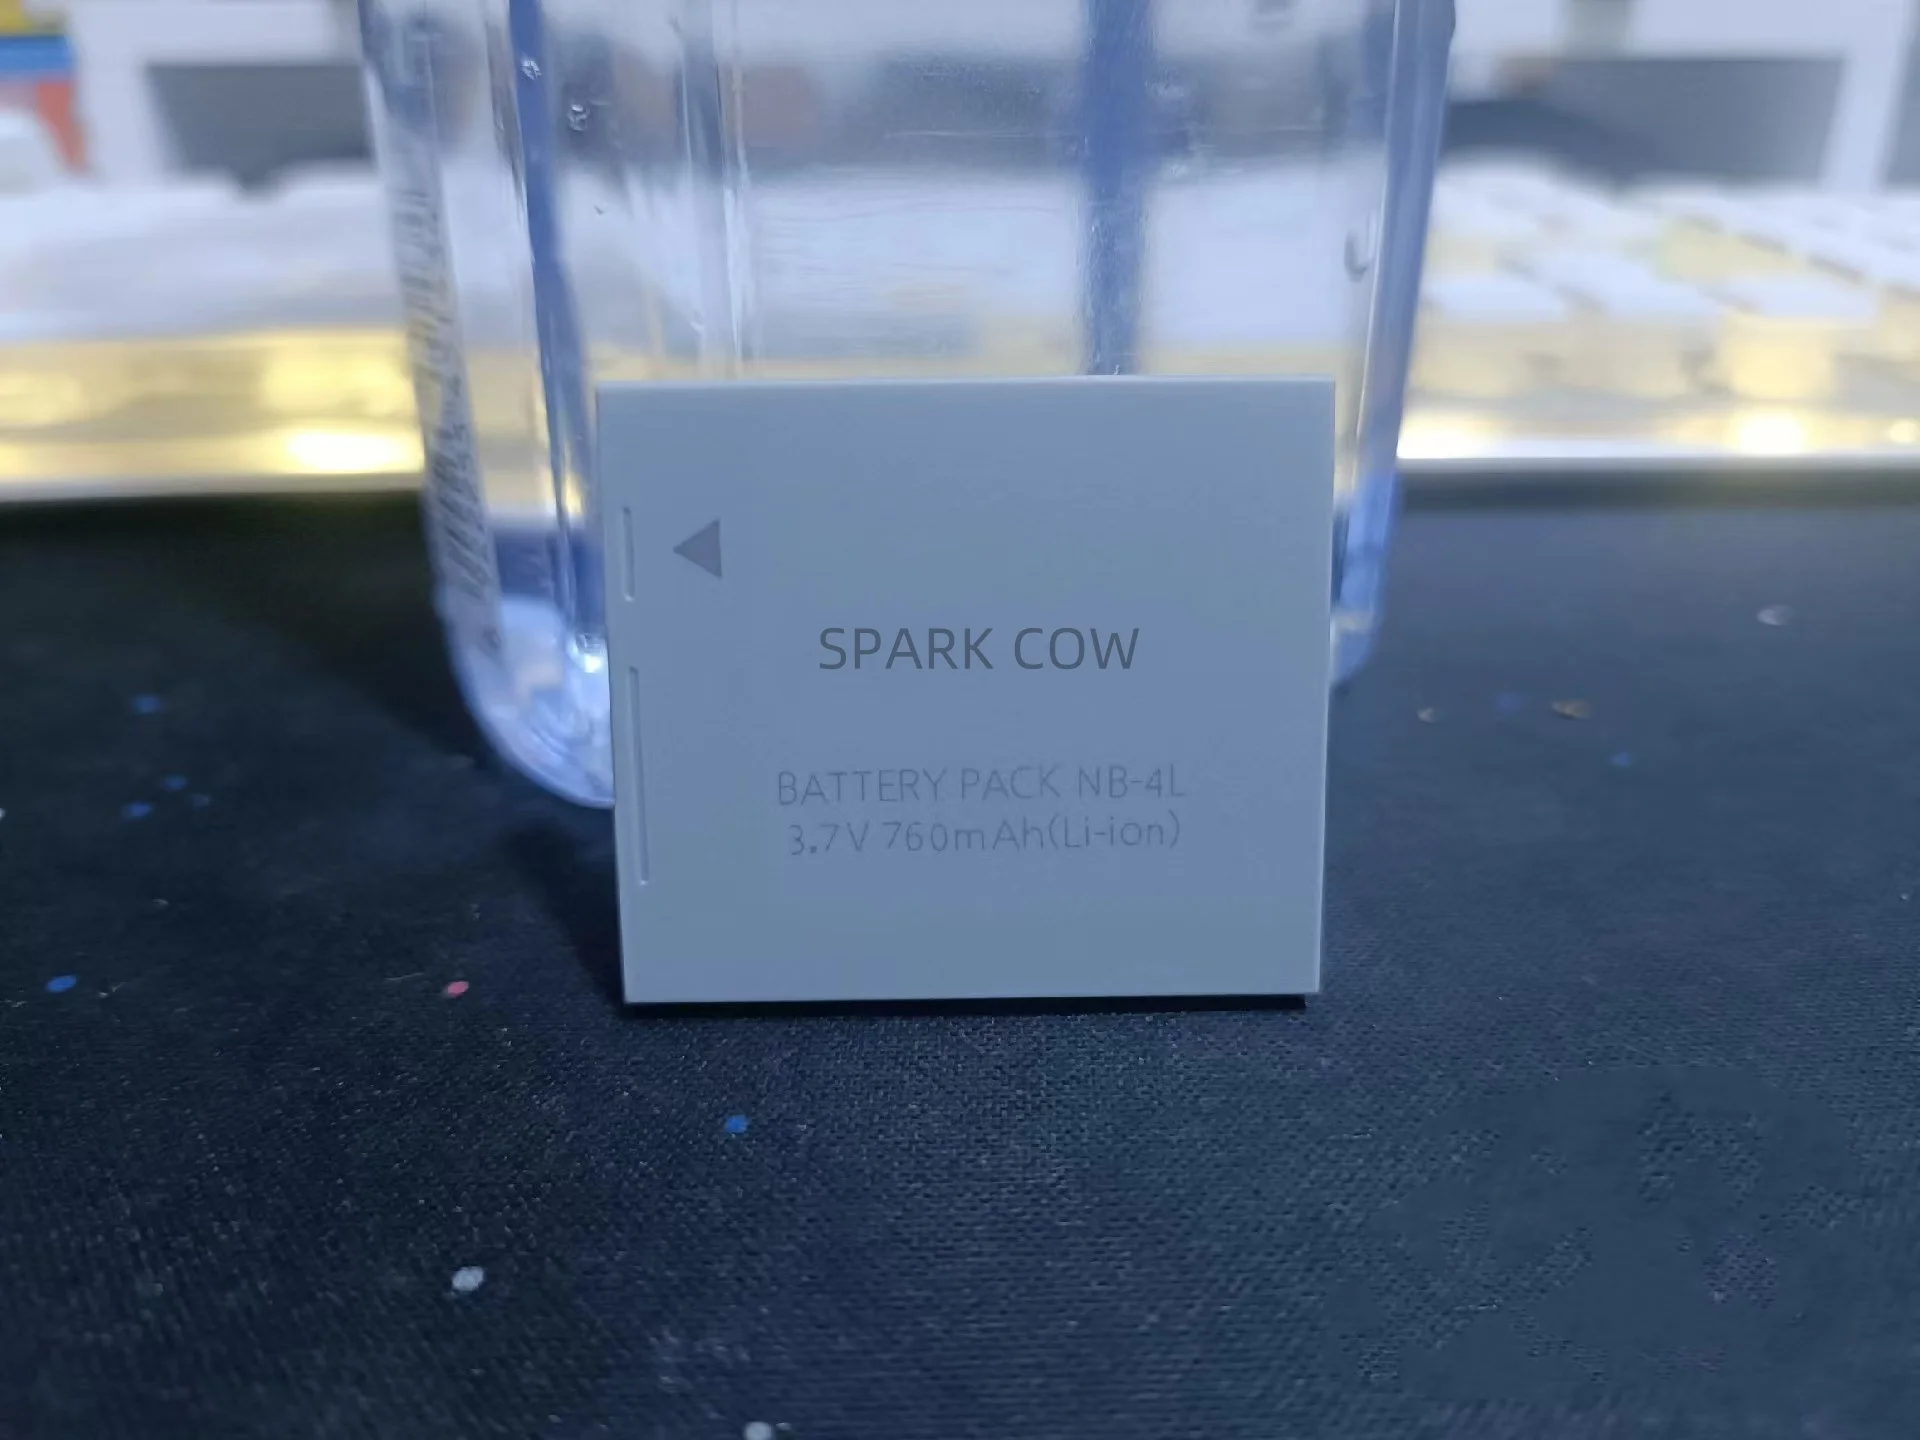 SPARK COW
BATTERY PACK NB-4L
3.7V 760mAh(Li-ion)